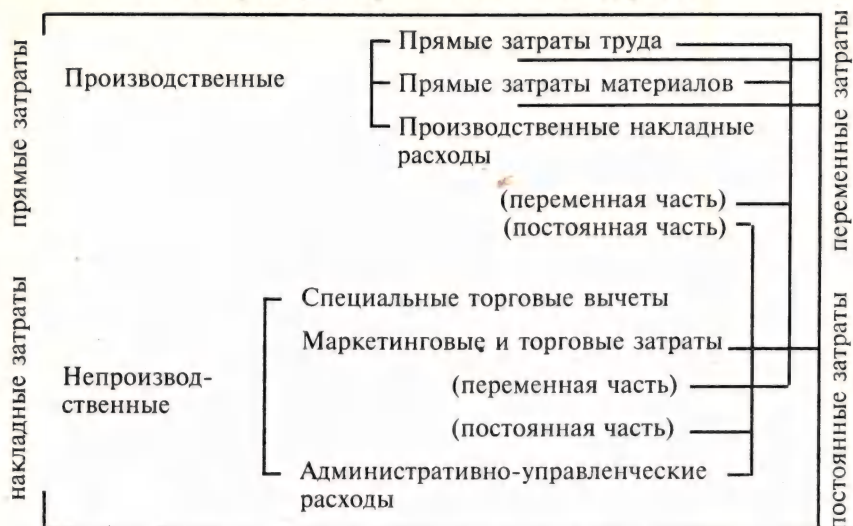 прямые затраты
накладные затраты
Производственные
Прямые затраты труда
Прямые затраты материалов
Производственные накладные
расходы
(переменная часть)
(постоянная часть)
Непроизвод-
ственные
Специальные торговые вычеты
Маркетинговые и торговые затраты
(переменная часть)
(постоянная часть)
Административно-управленческие
расходы
переменные затраты
постоянные затраты